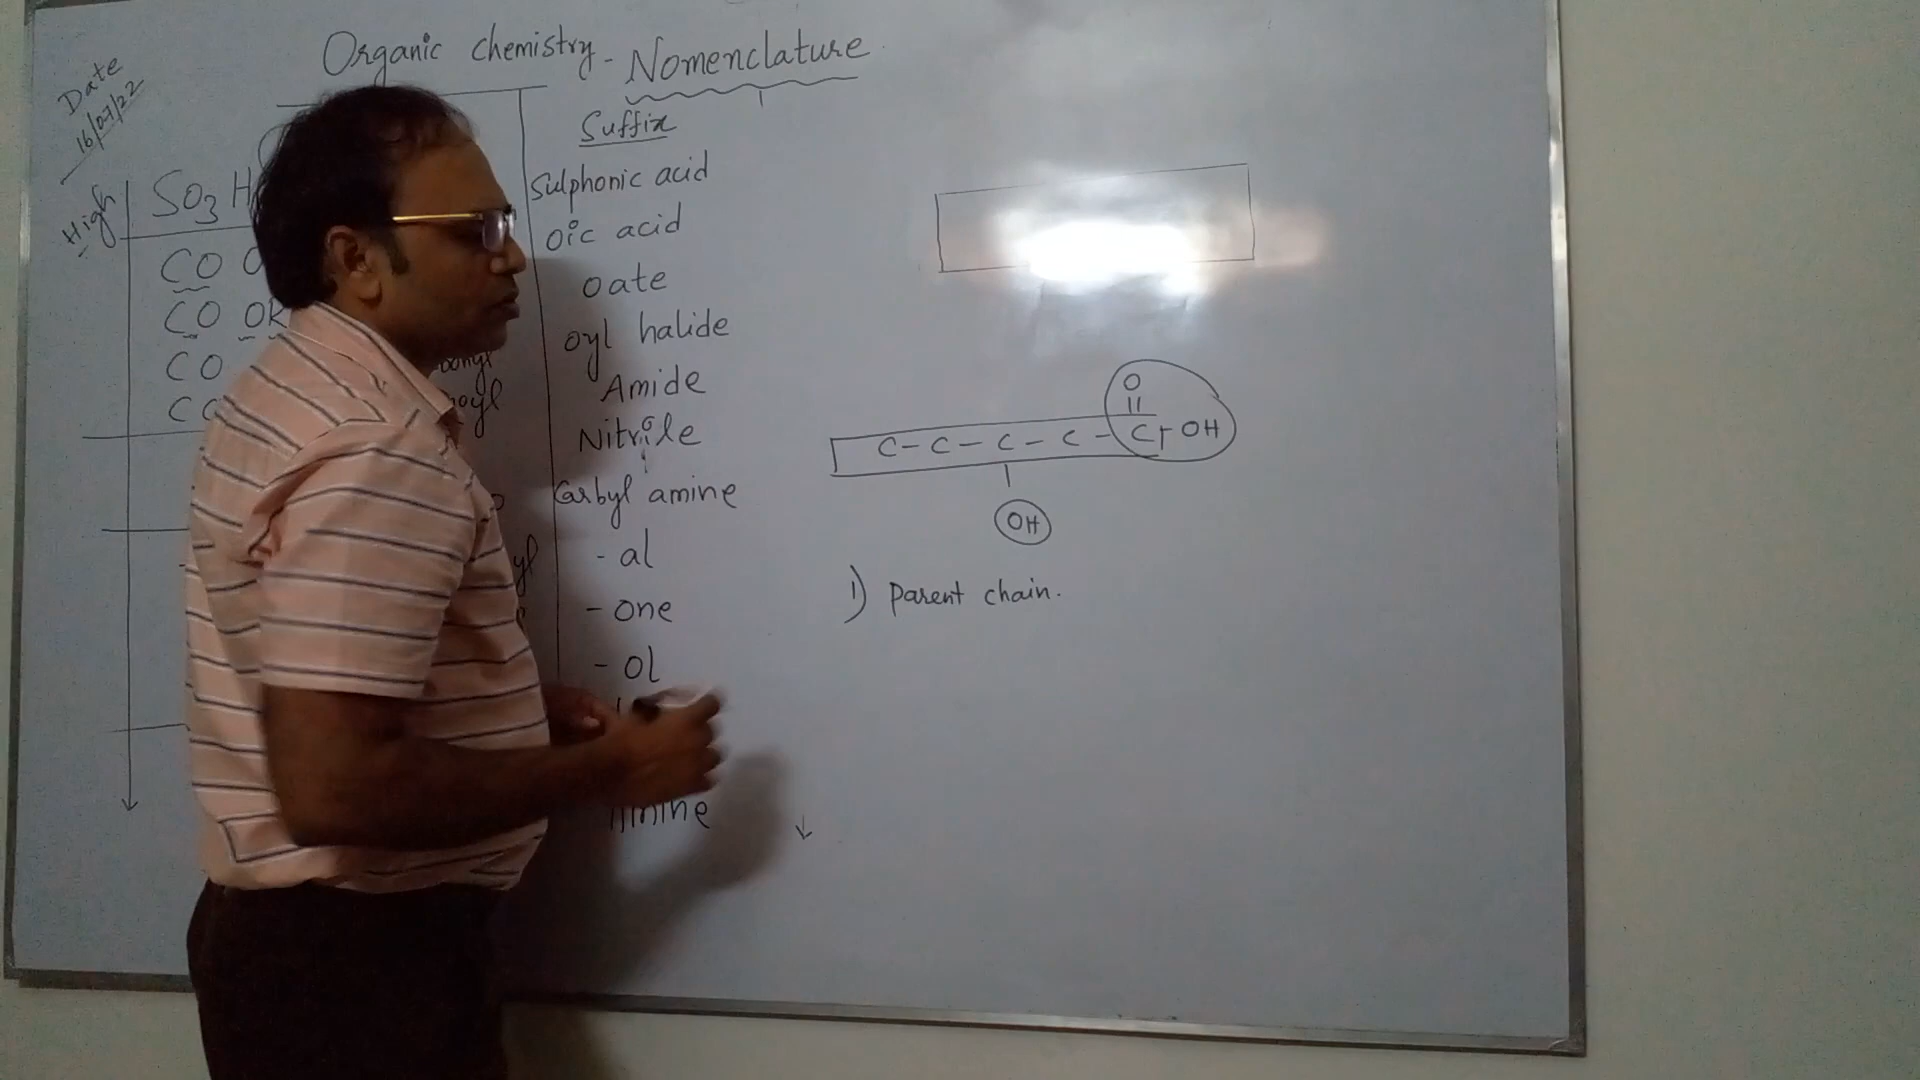 Organic chemistry - Nomenclature
Date
16/07/22
High
Suffix
SO3H
Sulphonic acid
CO O
oic acid
CO OR
oate
CO
oyl halide
CO
Amide
Nitrile
Carbyl amine
- al
- one
- ol
O
C - C - C - C - C - OH
OH
1) Parent chain.